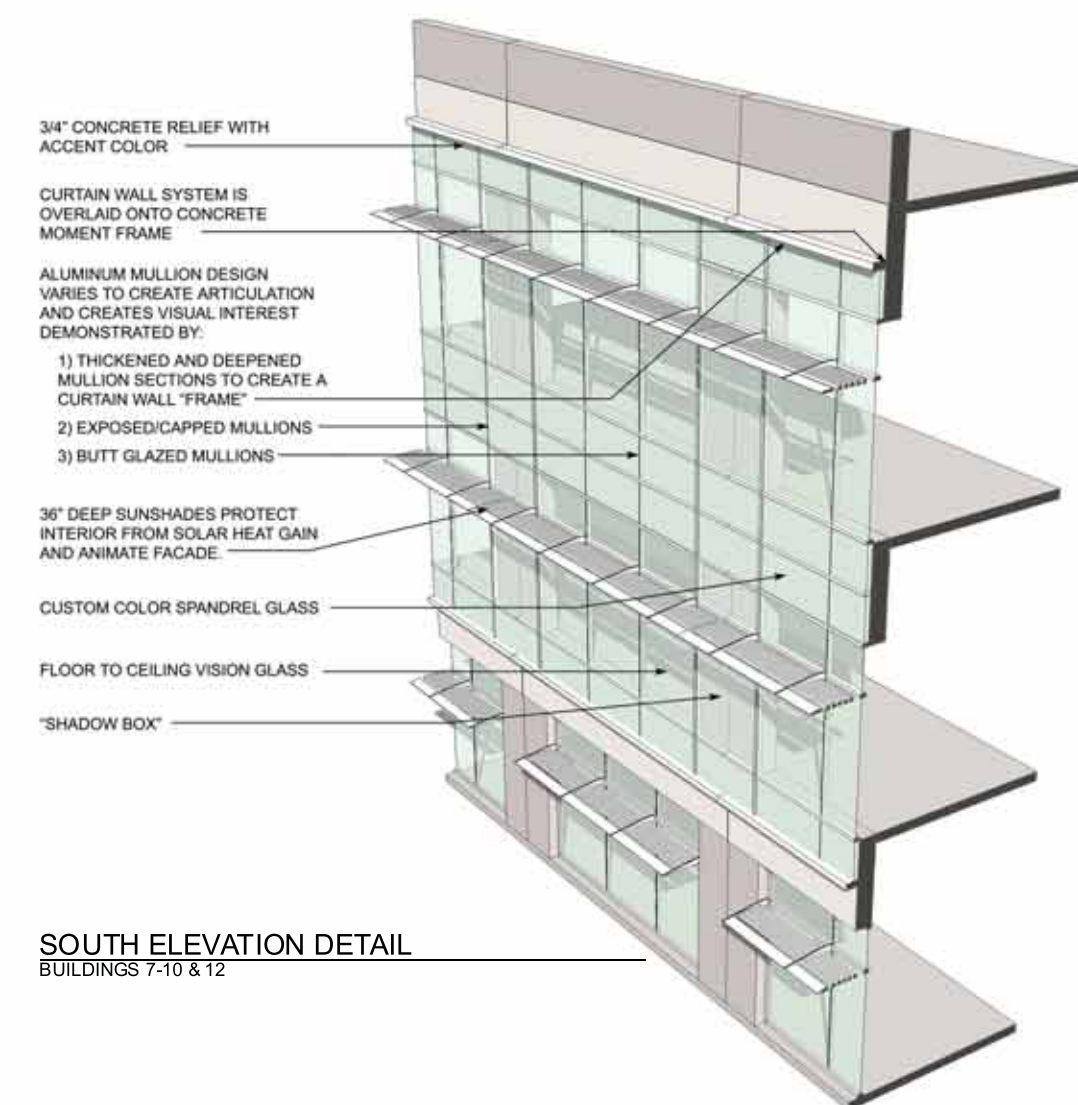 3/4" CONCRETE RELIEF WITH
ACCENT COLOR
CURTAIN WALL SYSTEM IS
OVERLAID ONTO CONCRETE
MOMENT FRAME
ALUMINUM MULLION DESIGN
VARIES TO CREATE ARTICULATION
AND CREATES VISUAL INTEREST
DEMONSTRATED BY:
1) THICKENED AND DEEPENED
MULLION SECTIONS TO CREATE A
CURTAIN WALL "FRAME"
2) EXPOSED/CAPPED MULLIONS
3) BUTT GLAZED MULLIONS
36" DEEP SUNSHADES PROTECT
INTERIOR FROM SOLAR HEAT GAIN
AND ANIMATE FACADE.
CUSTOM COLOR SPANDREL GLASS
FLOOR TO CEILING VISION GLASS
"SHADOW BOX"
SOUTH ELEVATION DETAIL
BUILDINGS 7-10 & 12